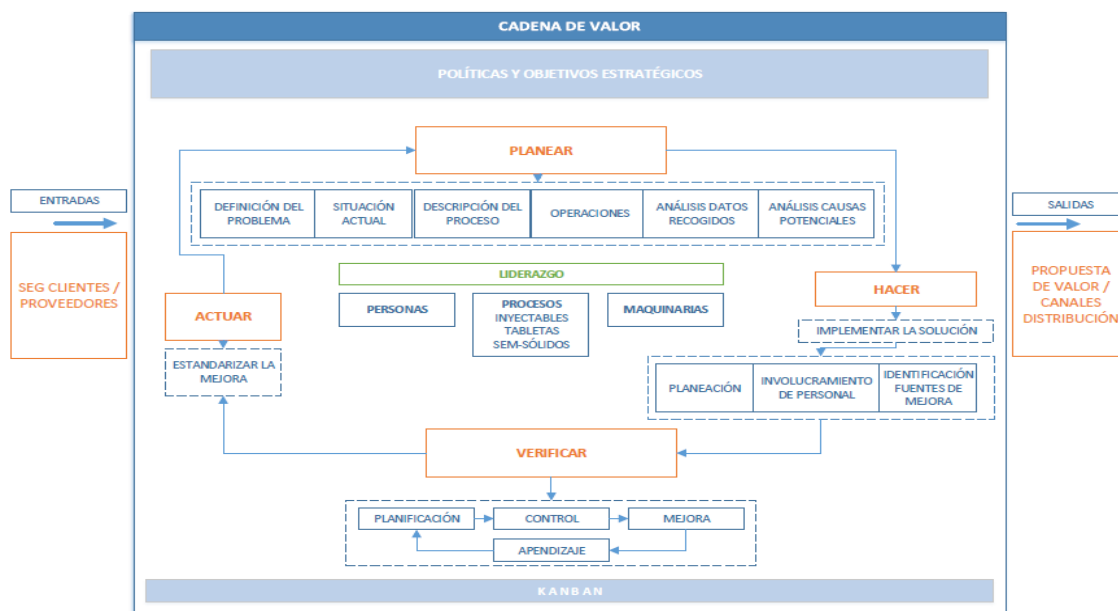 CADENA DE VALOR
POLÍTICAS Y OBJETIVOS ESTRATÉGICOS
PLANEAR
DEFINICIÓN DEL
PROBLEMA
SITUACIÓN
ACTUAL
DESCRIPCIÓN DEL
PROCESO
OPERACIONES
ANÁLISIS DATOS
RECOGIDOS
ANÁLISIS CAUSAS
POTENCIALES
ENTRADAS
SEG CLIENTES /
PROVEEDORES
SALIDAS
PROPUESTA
DE VALOR /
CANALES
DISTRIBUCIÓN
LIDERAZGO
PERSONAS
PROCESOS
INYECTABLES
TABLETAS
SEM-SÓLIDOS
MAQUINARIAS
ACTUAR
ESTANDARIZAR LA
MEJORA
HACER
IMPLEMENTAR LA SOLUCIÓN
PLANEACIÓN
INVOLUCRAMIENTO
DE PERSONAL
IDENTIFICACIÓN
FUENTES DE
MEJORA
VERIFICAR
PLANIFICACIÓN
CONTROL
MEJORA
APENDIZAJE
KANBAN